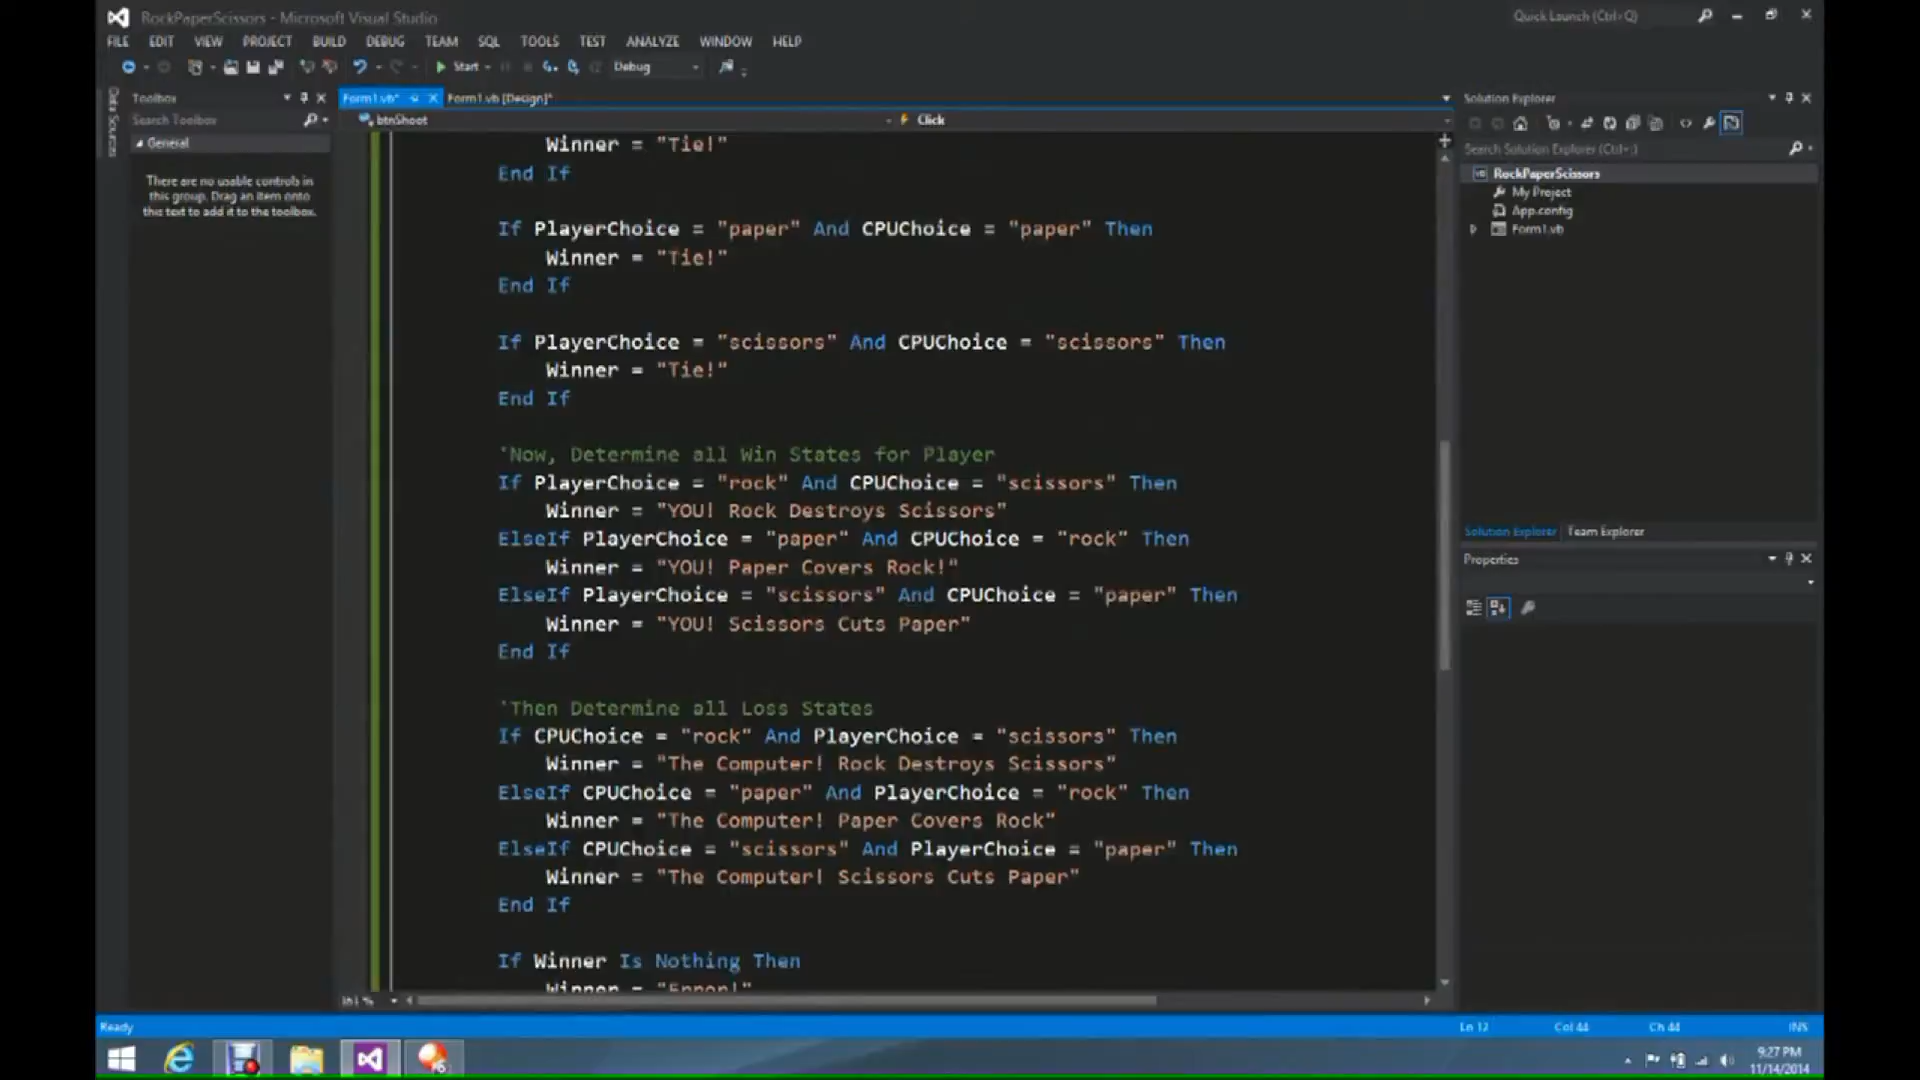 RockPaperScissors - Microsoft Visual Studio
Quick Launch (Ctrl+Q)
FILE EDIT VIEW PROJECT BUILD DEBUG TEAM SQL TOOLS TEST ANALYZE WINDOW HELP
Start Debug
Data Sources
Toolbox
Search Toolbox
General
There are no usable controls in
this group. Drag an item onto
this text to add it to the toolbox.
Form1.vb* Form1.vb [Design]*
btnShoot Click
Winner = "Tie!"
End If
If PlayerChoice = "paper" And CPUChoice = "paper" Then
Winner = "Tie!"
End If
If PlayerChoice = "scissors" And CPUChoice = "scissors" Then
Winner = "Tie!"
End If
'Now, Determine all Win States for Player
If PlayerChoice = "rock" And CPUChoice = "scissors" Then
Winner = "YOU! Rock Destroys Scissors"
ElseIf PlayerChoice = "paper" And CPUChoice = "rock" Then
Winner = "YOU! Paper Covers Rock!"
ElseIf PlayerChoice = "scissors" And CPUChoice = "paper" Then
Winner = "YOU! Scissors Cuts Paper"
End If
'Then Determine all Loss States
If CPUChoice = "rock" And PlayerChoice = "scissors" Then
Winner = "The Computer! Rock Destroys Scissors"
ElseIf CPUChoice = "paper" And PlayerChoice = "rock" Then
Winner = "The Computer! Paper Covers Rock"
ElseIf CPUChoice = "scissors" And PlayerChoice = "paper" Then
Winner = "The Computer! Scissors Cuts Paper"
End If
If Winner Is Nothing Then
Winner = "Error!"
Solution Explorer
Search Solution Explorer (Ctrl+;)
RockPaperScissors
My Project
App.config
Form1.vb
Solution Explorer Team Explorer
Properties
Ready
Ln 12 Col 44 Ch 44 INS
9:27 PM
11/14/2014